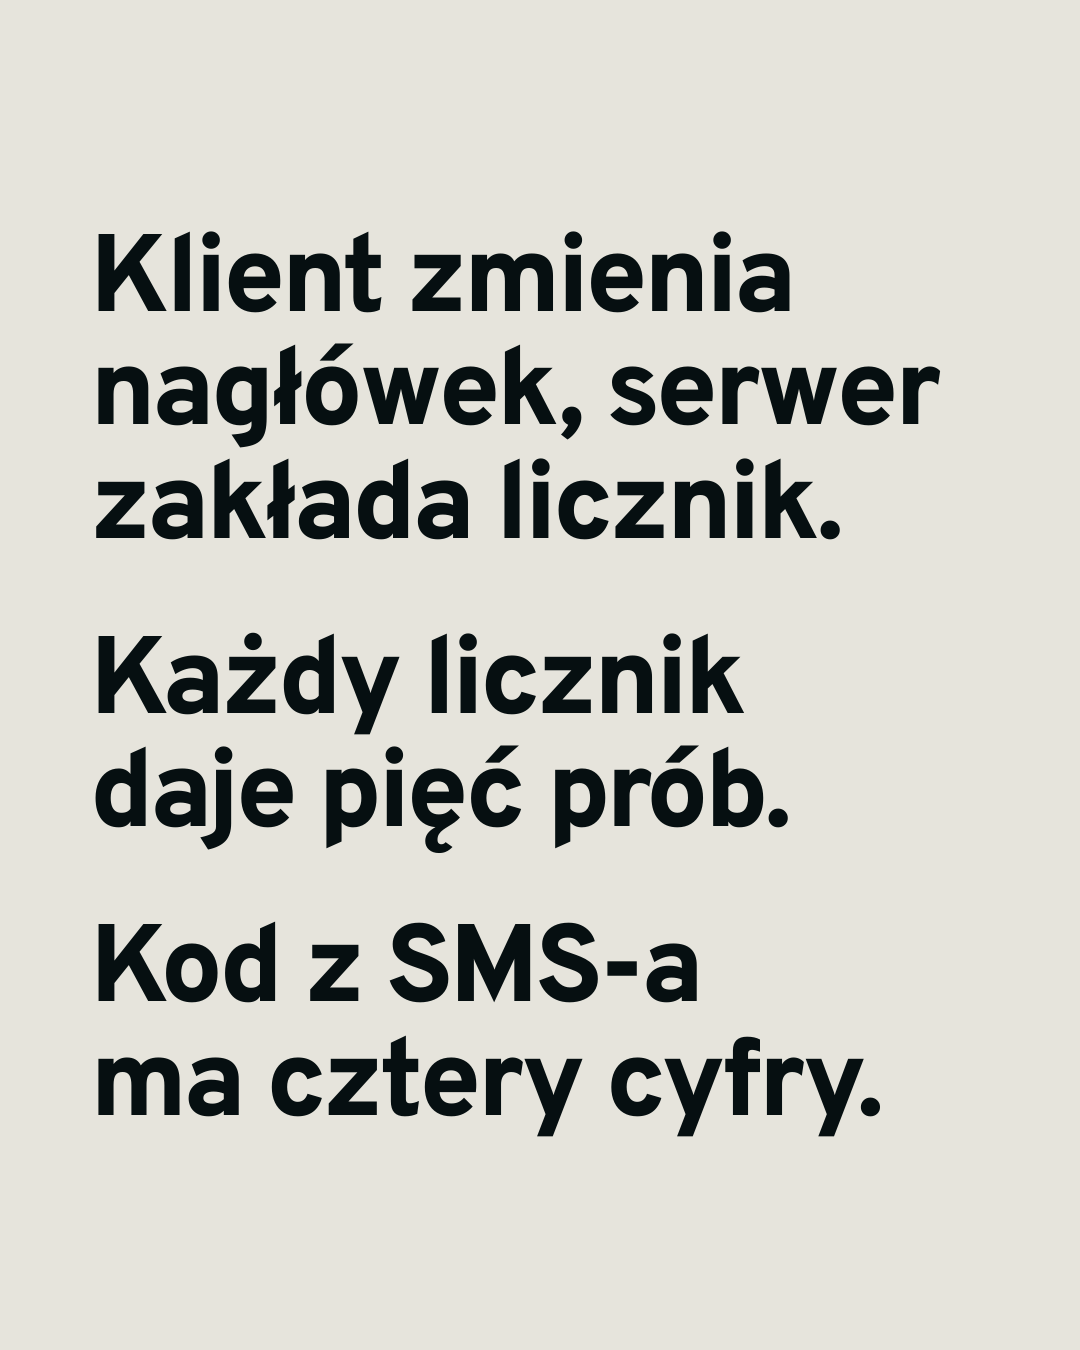 Klient zmienia
nagłówek, serwer
zakłada licznik.
Każdy licznik
daje pięć prób.
Kod z SMS-a
ma cztery cyfry.